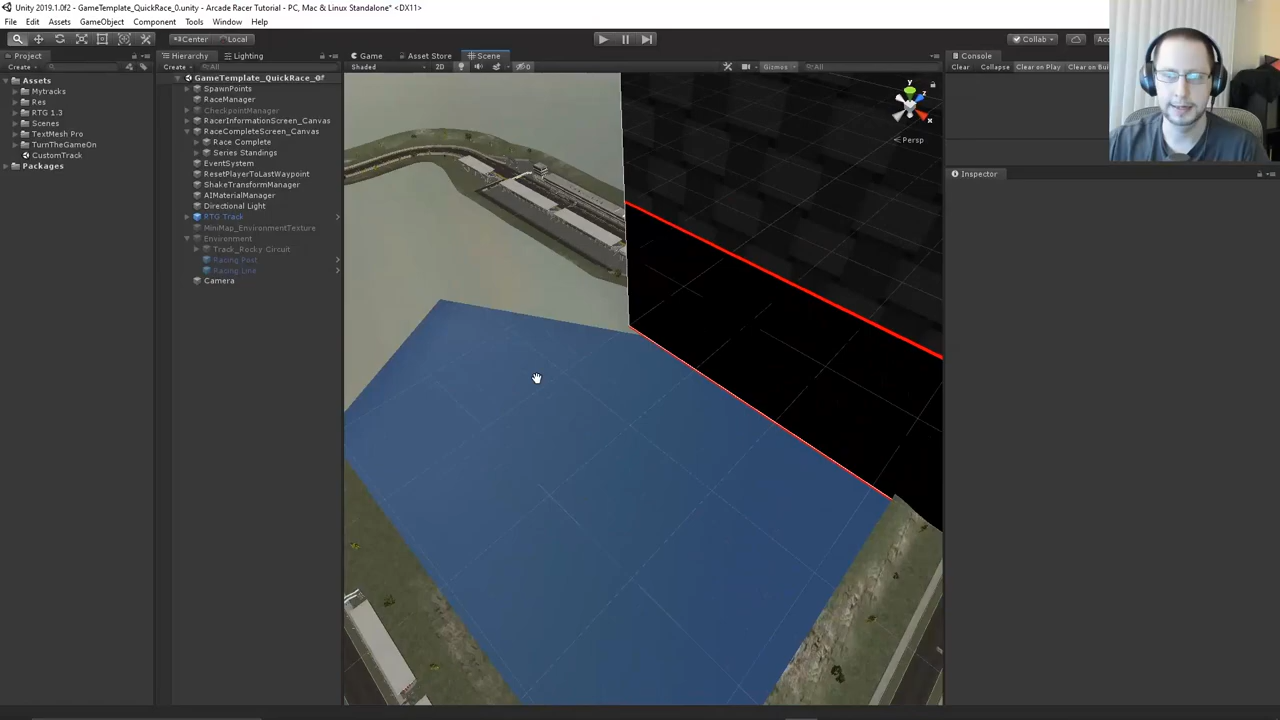 Unity 2019.1.0f2 - GameTemplate_QuickRace_0.unity - Arcade Racer Tutorial - PC, Mac & Linux Standalone* <DX11>
File Edit Assets GameObject Component Tools Window Help
Center Local Collab
Project Hierarchy Lighting Game Asset Store Scene Console
Create Create All Shaded 2D Gizmos All Clear Collapse Clear on Play Clear on Bui
Assets
Mytracks
Res
RTG 1.3
Scenes
TextMesh Pro
TurnTheGameOn
CustomTrack
Packages
GameTemplate_QuickRace_0*
SpawnPoints
RaceManager
CheckpointManager
RacerInformationScreen_Canvas
RaceCompleteScreen_Canvas
Race Complete
Series Standings
EventSystem
ResetPlayerToLastWaypoint
ShakeTransformManager
AIMaterialManager
Directional Light
RTG Track
MiniMap_EnvironmentTexture
Environment
Track_Rocky Circuit
Racing Post
Racing Line
Camera
y
z
x
Persp
Inspector